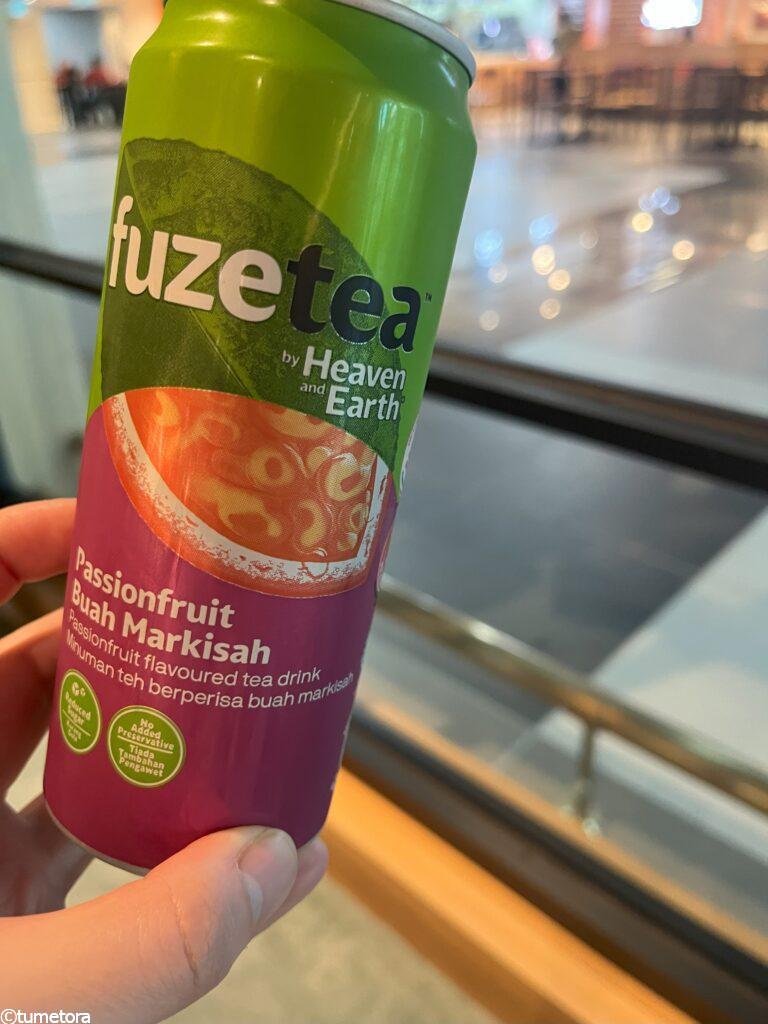 fuzetea™
by Heaven
and Earth
Passionfruit
Buah Markisah
Passionfruit flavoured tea drink
Minuman teh berperisa buah markisah
Reduced
Sugar
No
Added
Preservative
Tiada
Tambahan
Pengawet
©tumetora